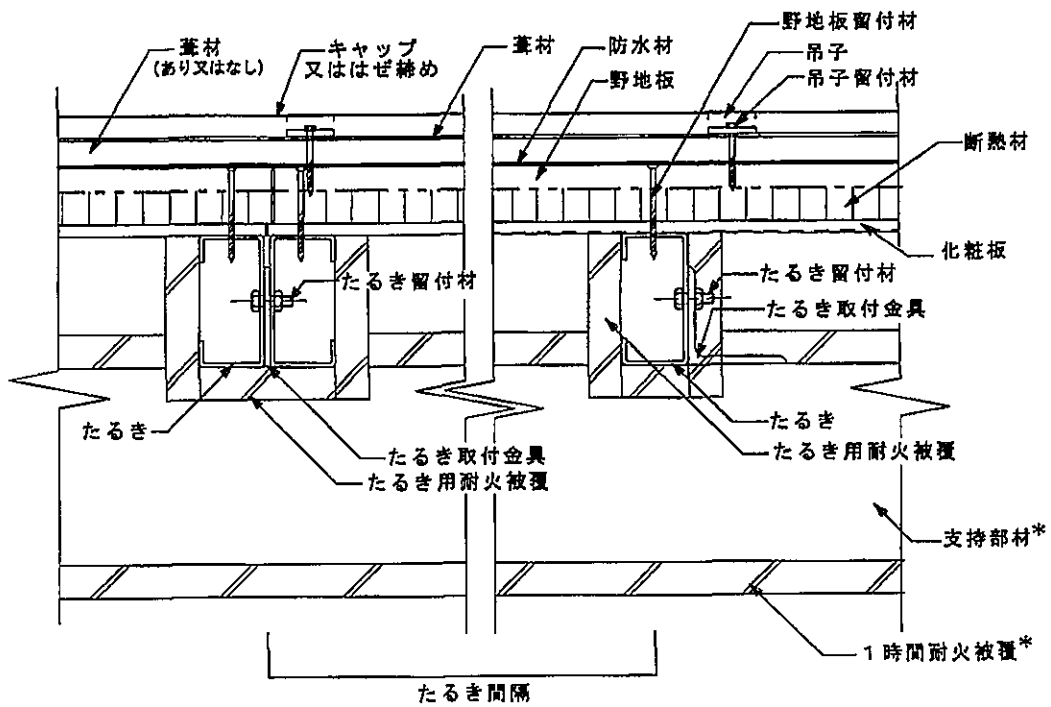 葺材
(あり又はなし)
キャップ
又ははぜ締め
葺材
防水材
野地板
野地板留付材
吊子
吊子留付材
断熱材
化粧板
たるき留付材
たるき留付材
たるき取付金具
たるき
たるき取付金具
たるき用耐火被覆
たるき
たるき用耐火被覆
支持部材*
1時間耐火被覆*
たるき間隔